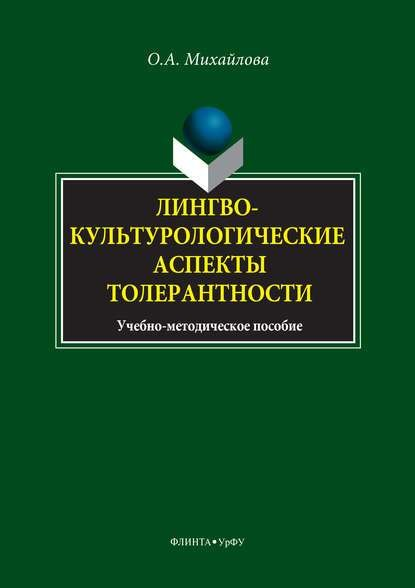 О.А. Михайлова
ЛИНГВО-
КУЛЬТУРОЛОГИЧЕСКИЕ
АСПЕКТЫ
ТОЛЕРАНТНОСТИ
Учебно-методическое пособие
ФЛИНТА•УрФУ